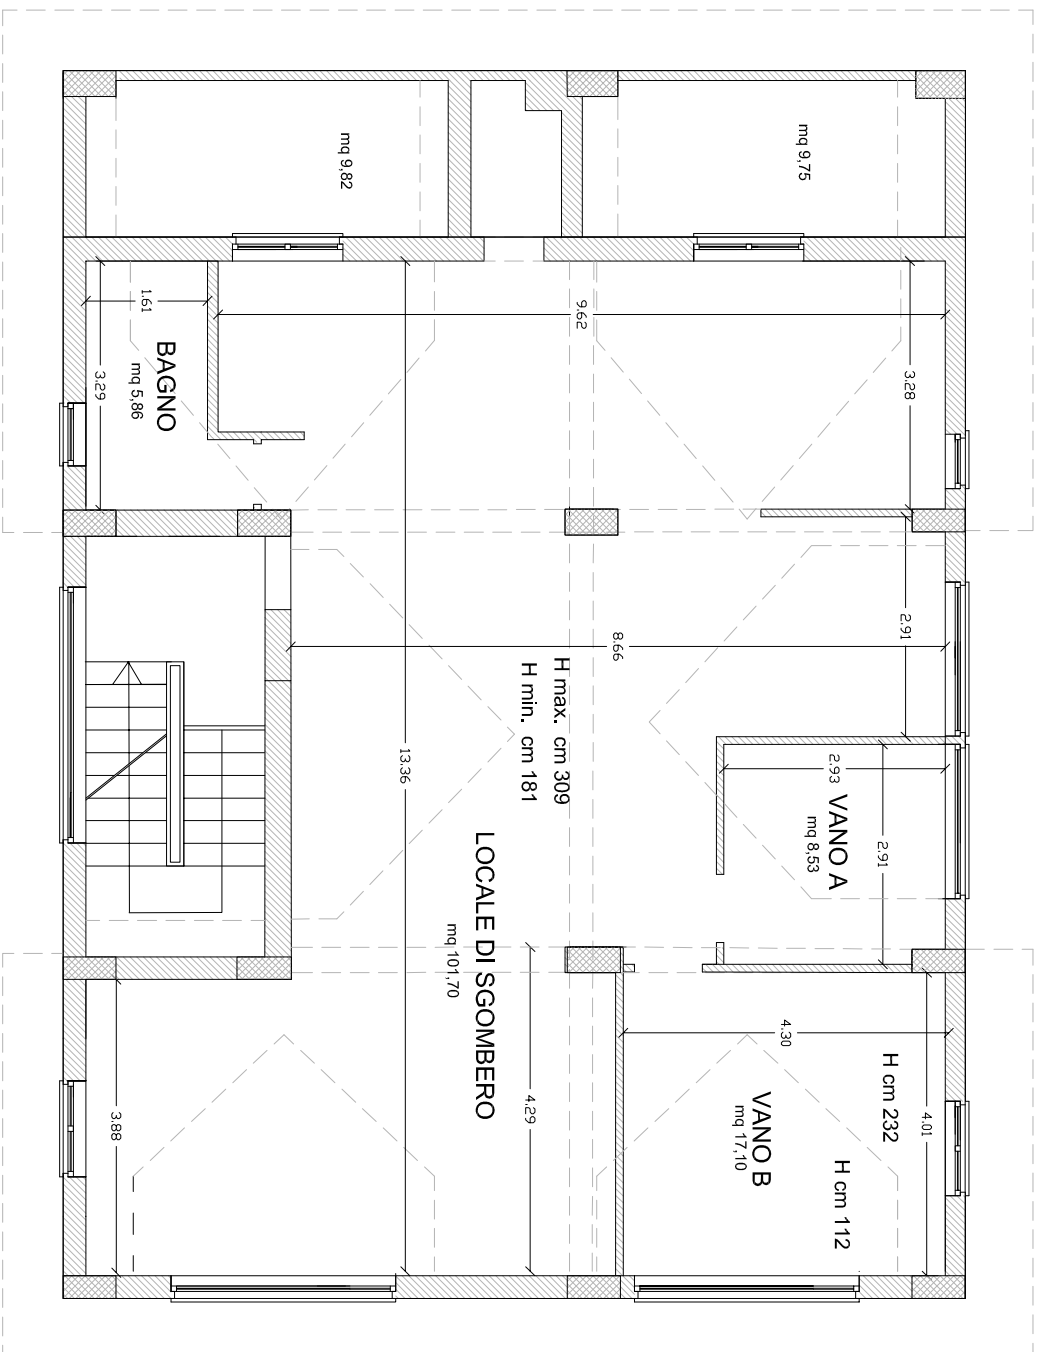 mq 9,82
mq 9,75
1.61
9.62
BAGNO
mq 5,86
3.29
3.28
2.91
8.66
H max. cm 309
H min. cm 181
13.36
2.93
VANO A
mq 8,53
2.91
LOCALE DI SGOMBERO
mq 101,70
4.30
H cm 232
4.01
VANO B
mq 17,10
H cm 112
4.29
3.88